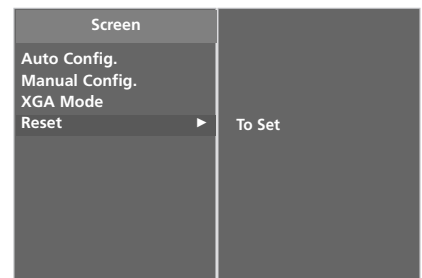 Screen
Auto Config.
Manual Config.
XGA Mode
Reset ► To Set